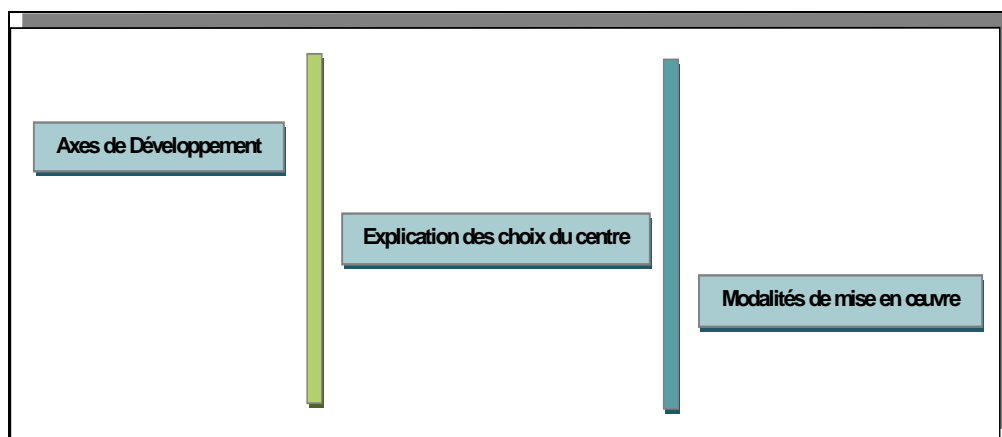 Axes de Développement
Explication des choix du centre
Modalités de mise en œuvre